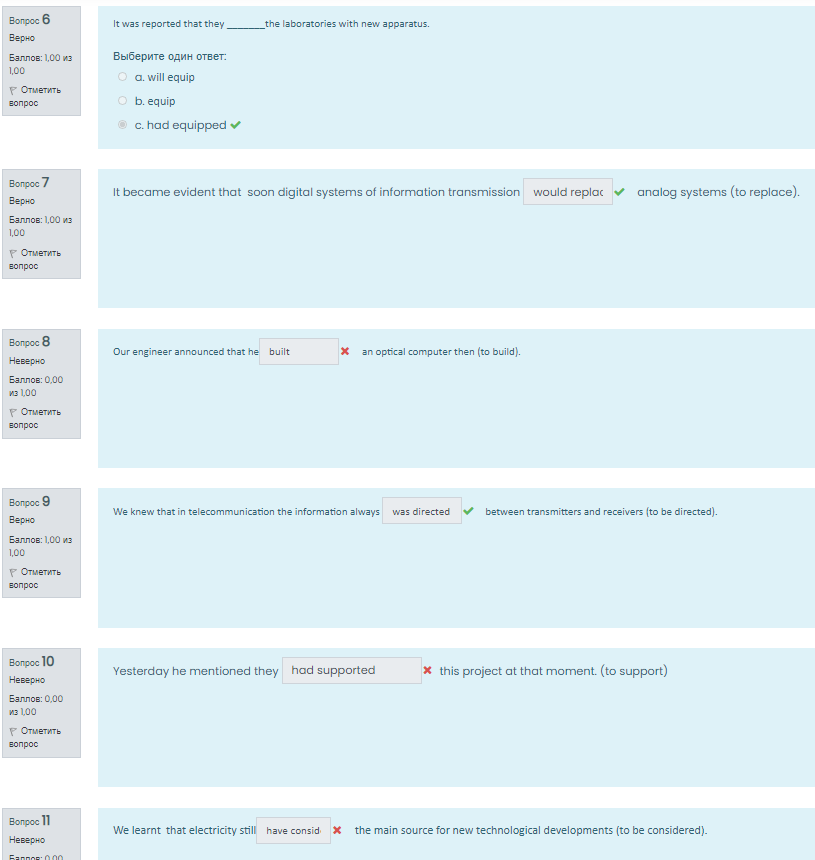 Вопрос 6
Верно
Баллов: 1,00 из
1,00
Отметить
вопрос
It was reported that they _______the laboratories with new apparatus.
Выберите один ответ:
a. will equip
b. equip
c. had equipped
Вопрос 7
Верно
Баллов: 1,00 из
1,00
Отметить
вопрос
It became evident that soon digital systems of information transmission would replac analog systems (to replace).
Вопрос 8
Неверно
Баллов: 0,00
из 1,00
Отметить
вопрос
Our engineer announced that he built an optical computer then (to build).
Вопрос 9
Верно
Баллов: 1,00 из
1,00
Отметить
вопрос
We knew that in telecommunication the information always was directed between transmitters and receivers (to be directed).
Вопрос 10
Неверно
Баллов: 0,00
из 1,00
Отметить
вопрос
Yesterday he mentioned they had supported this project at that moment. (to support)
Вопрос 11
Неверно
Баллов: 0,00
We learnt that electricity still have consid the main source for new technological developments (to be considered).